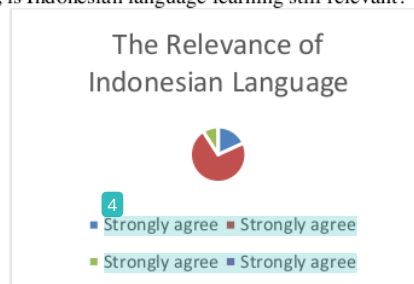 , is Indonesian language learning still relevant?
The Relevance of
Indonesian Language
4
Strongly agree Strongly agree
Strongly agree Strongly agree